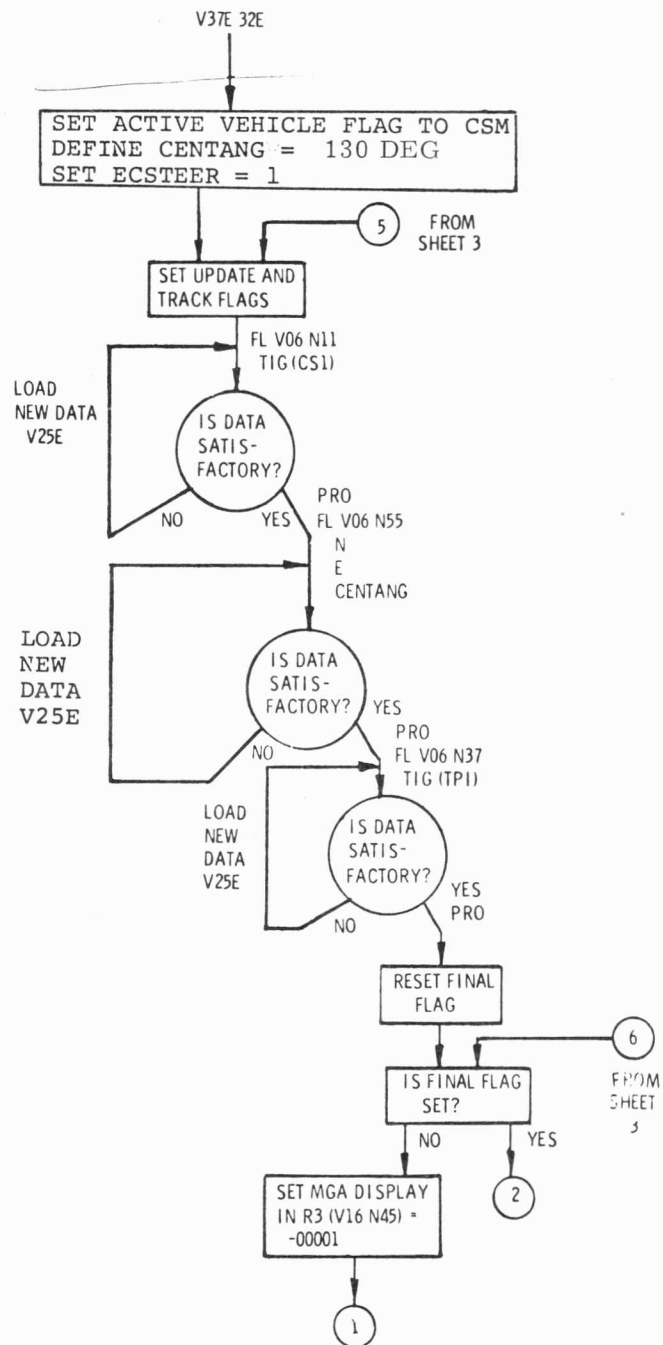 V37E 32E
SET ACTIVE VEHICLE FLAG TO CSM
DEFINE CENTANG = 130 DEG
SET ECSTEER = 1
5
FROM
SHEET 3
SET UPDATE AND
TRACK FLAGS
FL V06 N11
TIG (CS1)
LOAD
NEW DATA
V25E
IS DATA
SATIS-
FACTORY?
NO
YES
PRO
FL V06 N55
N
E
CENTANG
LOAD
NEW
DATA
V25E
IS DATA
SATIS-
FACTORY?
NO
YES
PRO
FL V06 N37
TIG (TPI)
LOAD
NEW
DATA
V25E
IS DATA
SATIS-
FACTORY?
NO
YES
PRO
RESET FINAL
FLAG
6
FROM
SHEET
3
IS FINAL FLAG
SET?
NO
YES
2
SET MGA DISPLAY
IN R3 (V16 N45) =
-00001
1